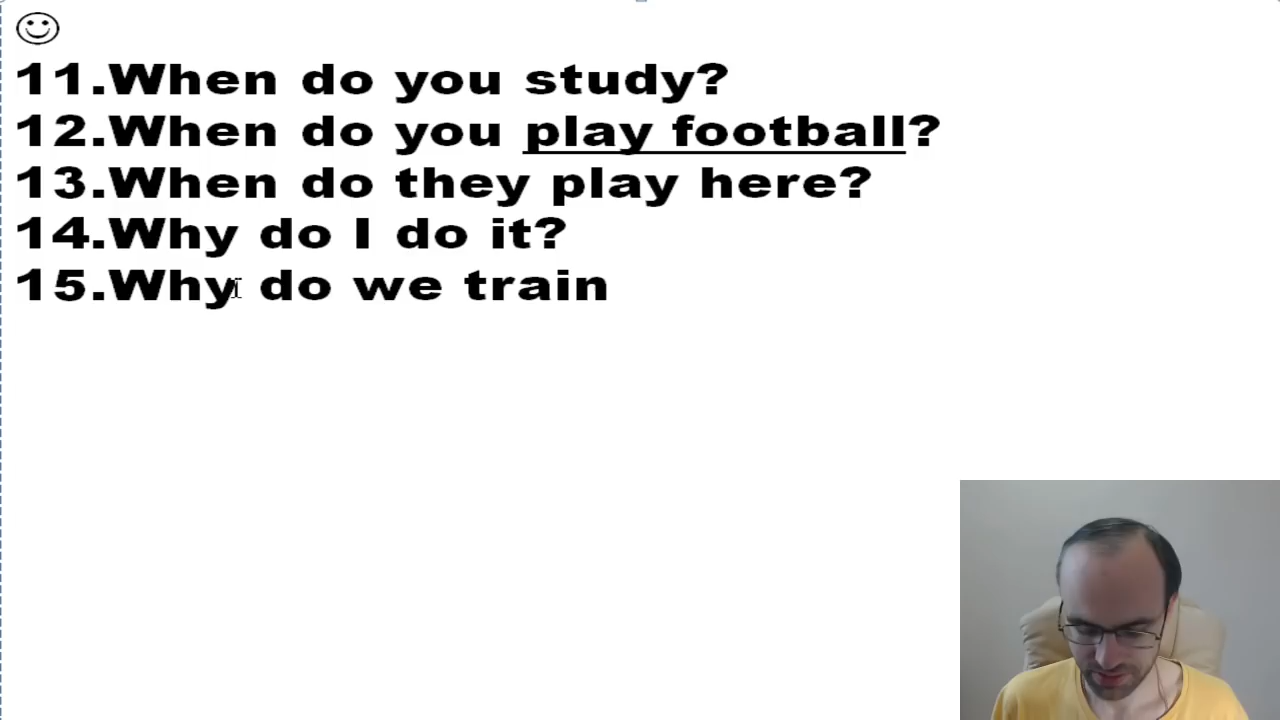 11.When do you study?
12.When do you play football?
13.When do they play here?
14.Why do I do it?
15.Why do we train